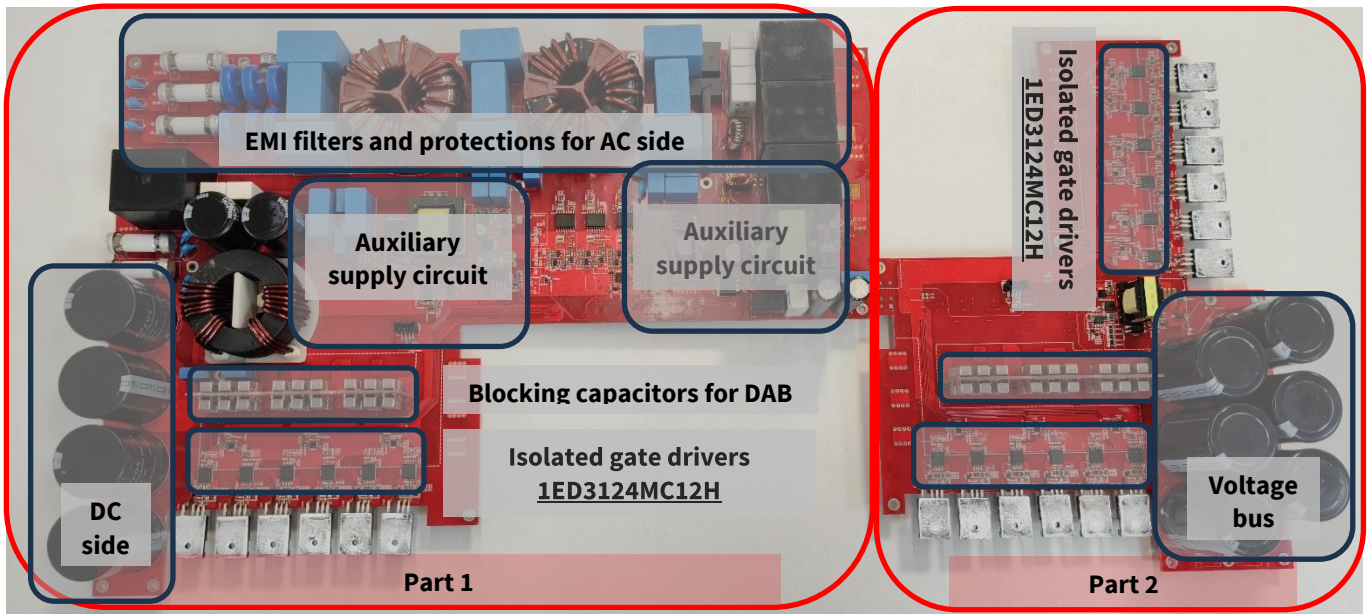 EMI filters and protections for AC side
Isolated gate drivers
1ED3124MC12H
Auxiliary
supply circuit
Auxiliary
supply circuit
Blocking capacitors for DAB
Isolated gate drivers
1ED3124MC12H
DC
side
Voltage
bus
Part 1
Part 2